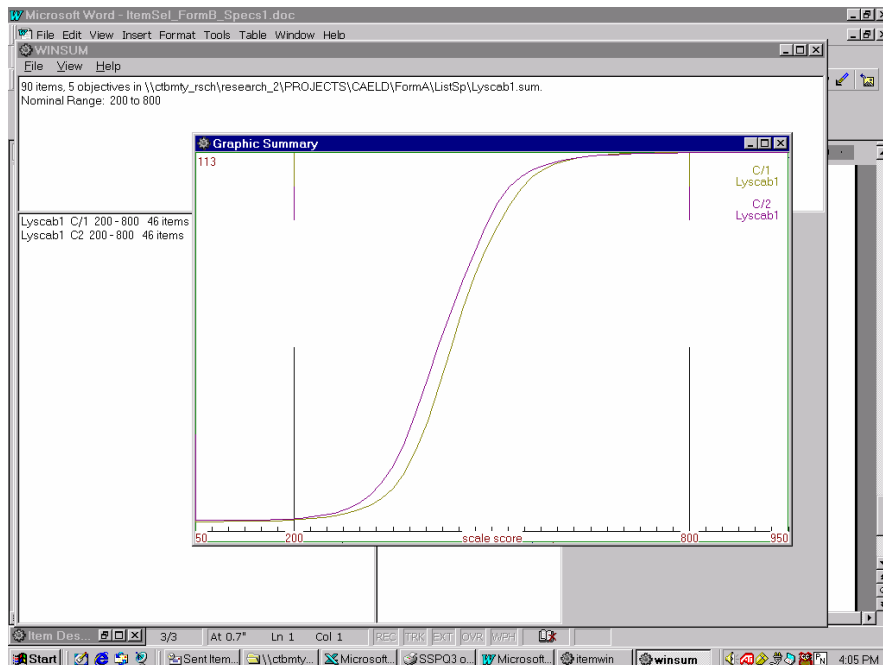 Microsoft Word - ItemSel_FormB_Specs1.doc
File Edit View Insert Format Tools Table Window Help
WINSUM
File View Help
90 items, 5 objectives in \\ctbmty_rsch\research_2\PROJECTS\CAELD\FormA\ListSp\Lyscab1.sum.
Nominal Range: 200 to 800
Graphic Summary
113
C/1
Lyscab1
C/2
Lyscab1
Lyscab1 C/1 200-800 46 items
Lyscab1 C2 200-800 46 items
50 200 scale score 800 950
Item Des...
3/3 At 0.7" Ln 1 Col 1 REC TRK EXT OVR WPH
Start Sent Item... \\ctbmty... Microsoft... SSPQ3 o... Microsoft... itemwin winsum 4:05 PM